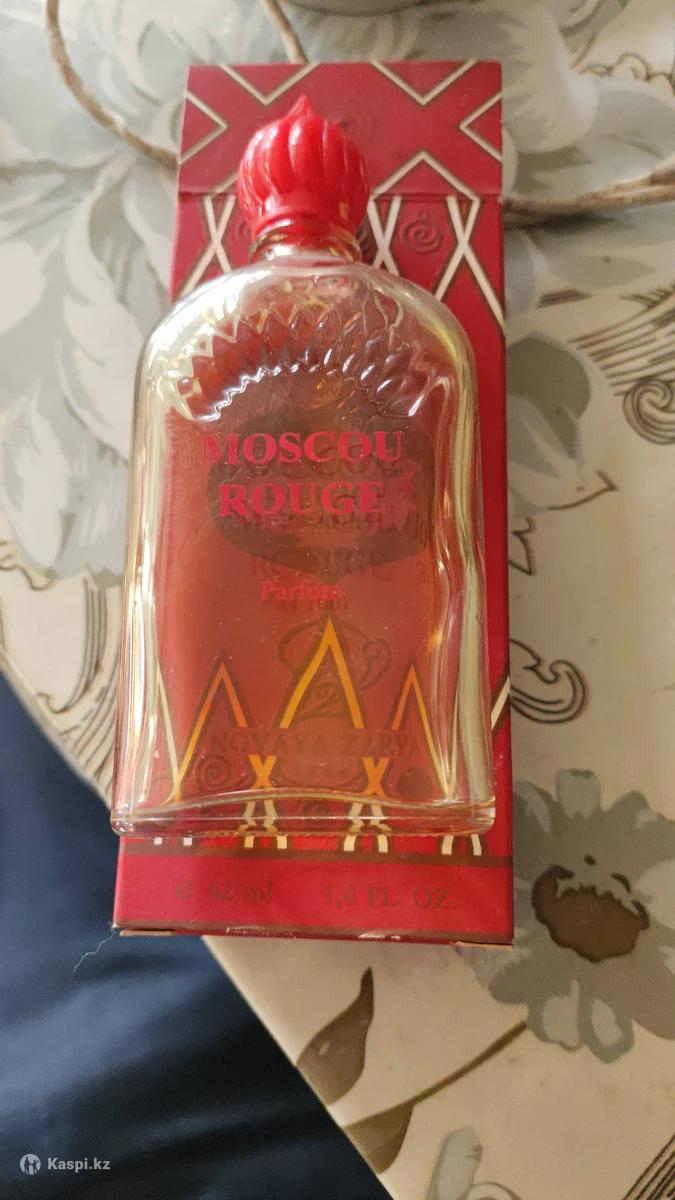 MOSCOU
ROUGE
Parfum
NOVAYA ZARYA
e 42 ml 1,4 FL. OZ.
Kaspi.kz